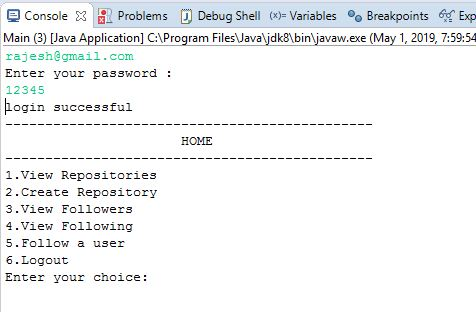 Console Problems Debug Shell (x)= Variables Breakpoints Exp
Main (3) [Java Application] C:\Program Files\Java\jdk8\bin\javaw.exe (May 1, 2019, 7:59:54
rajesh@gmail.com
Enter your password :
12345
login successful
-------------------------------------------------
HOME
-------------------------------------------------
1.View Repositories
2.Create Repository
3.View Followers
4.View Following
5.Follow a user
6.Logout
Enter your choice: